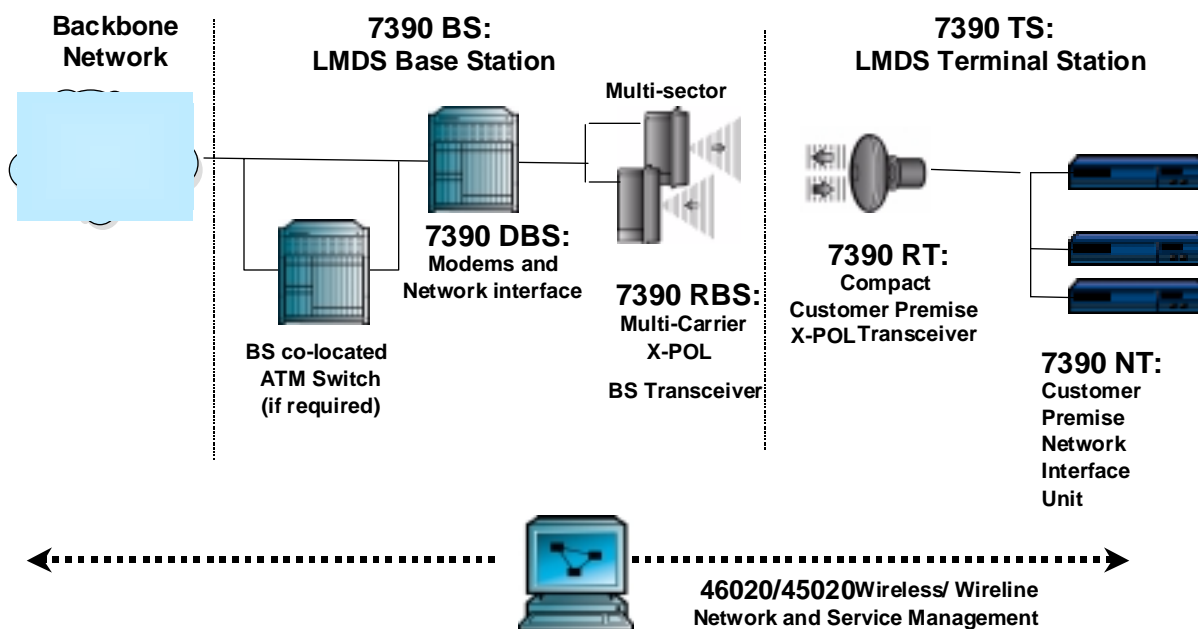 Backbone
Network
7390 BS:
LMDS Base Station
7390 TS:
LMDS Terminal Station
Multi-sector
7390 DBS:
Modems and
Network interface
BS co-located
ATM Switch
(if required)
7390 RBS:
Multi-Carrier
X-POL
BS Transceiver
7390 RT:
Compact
Customer Premise
X-POL Transceiver
7390 NT:
Customer
Premise
Network
Interface
Unit
46020/45020 Wireless/ Wireline
Network and Service Management